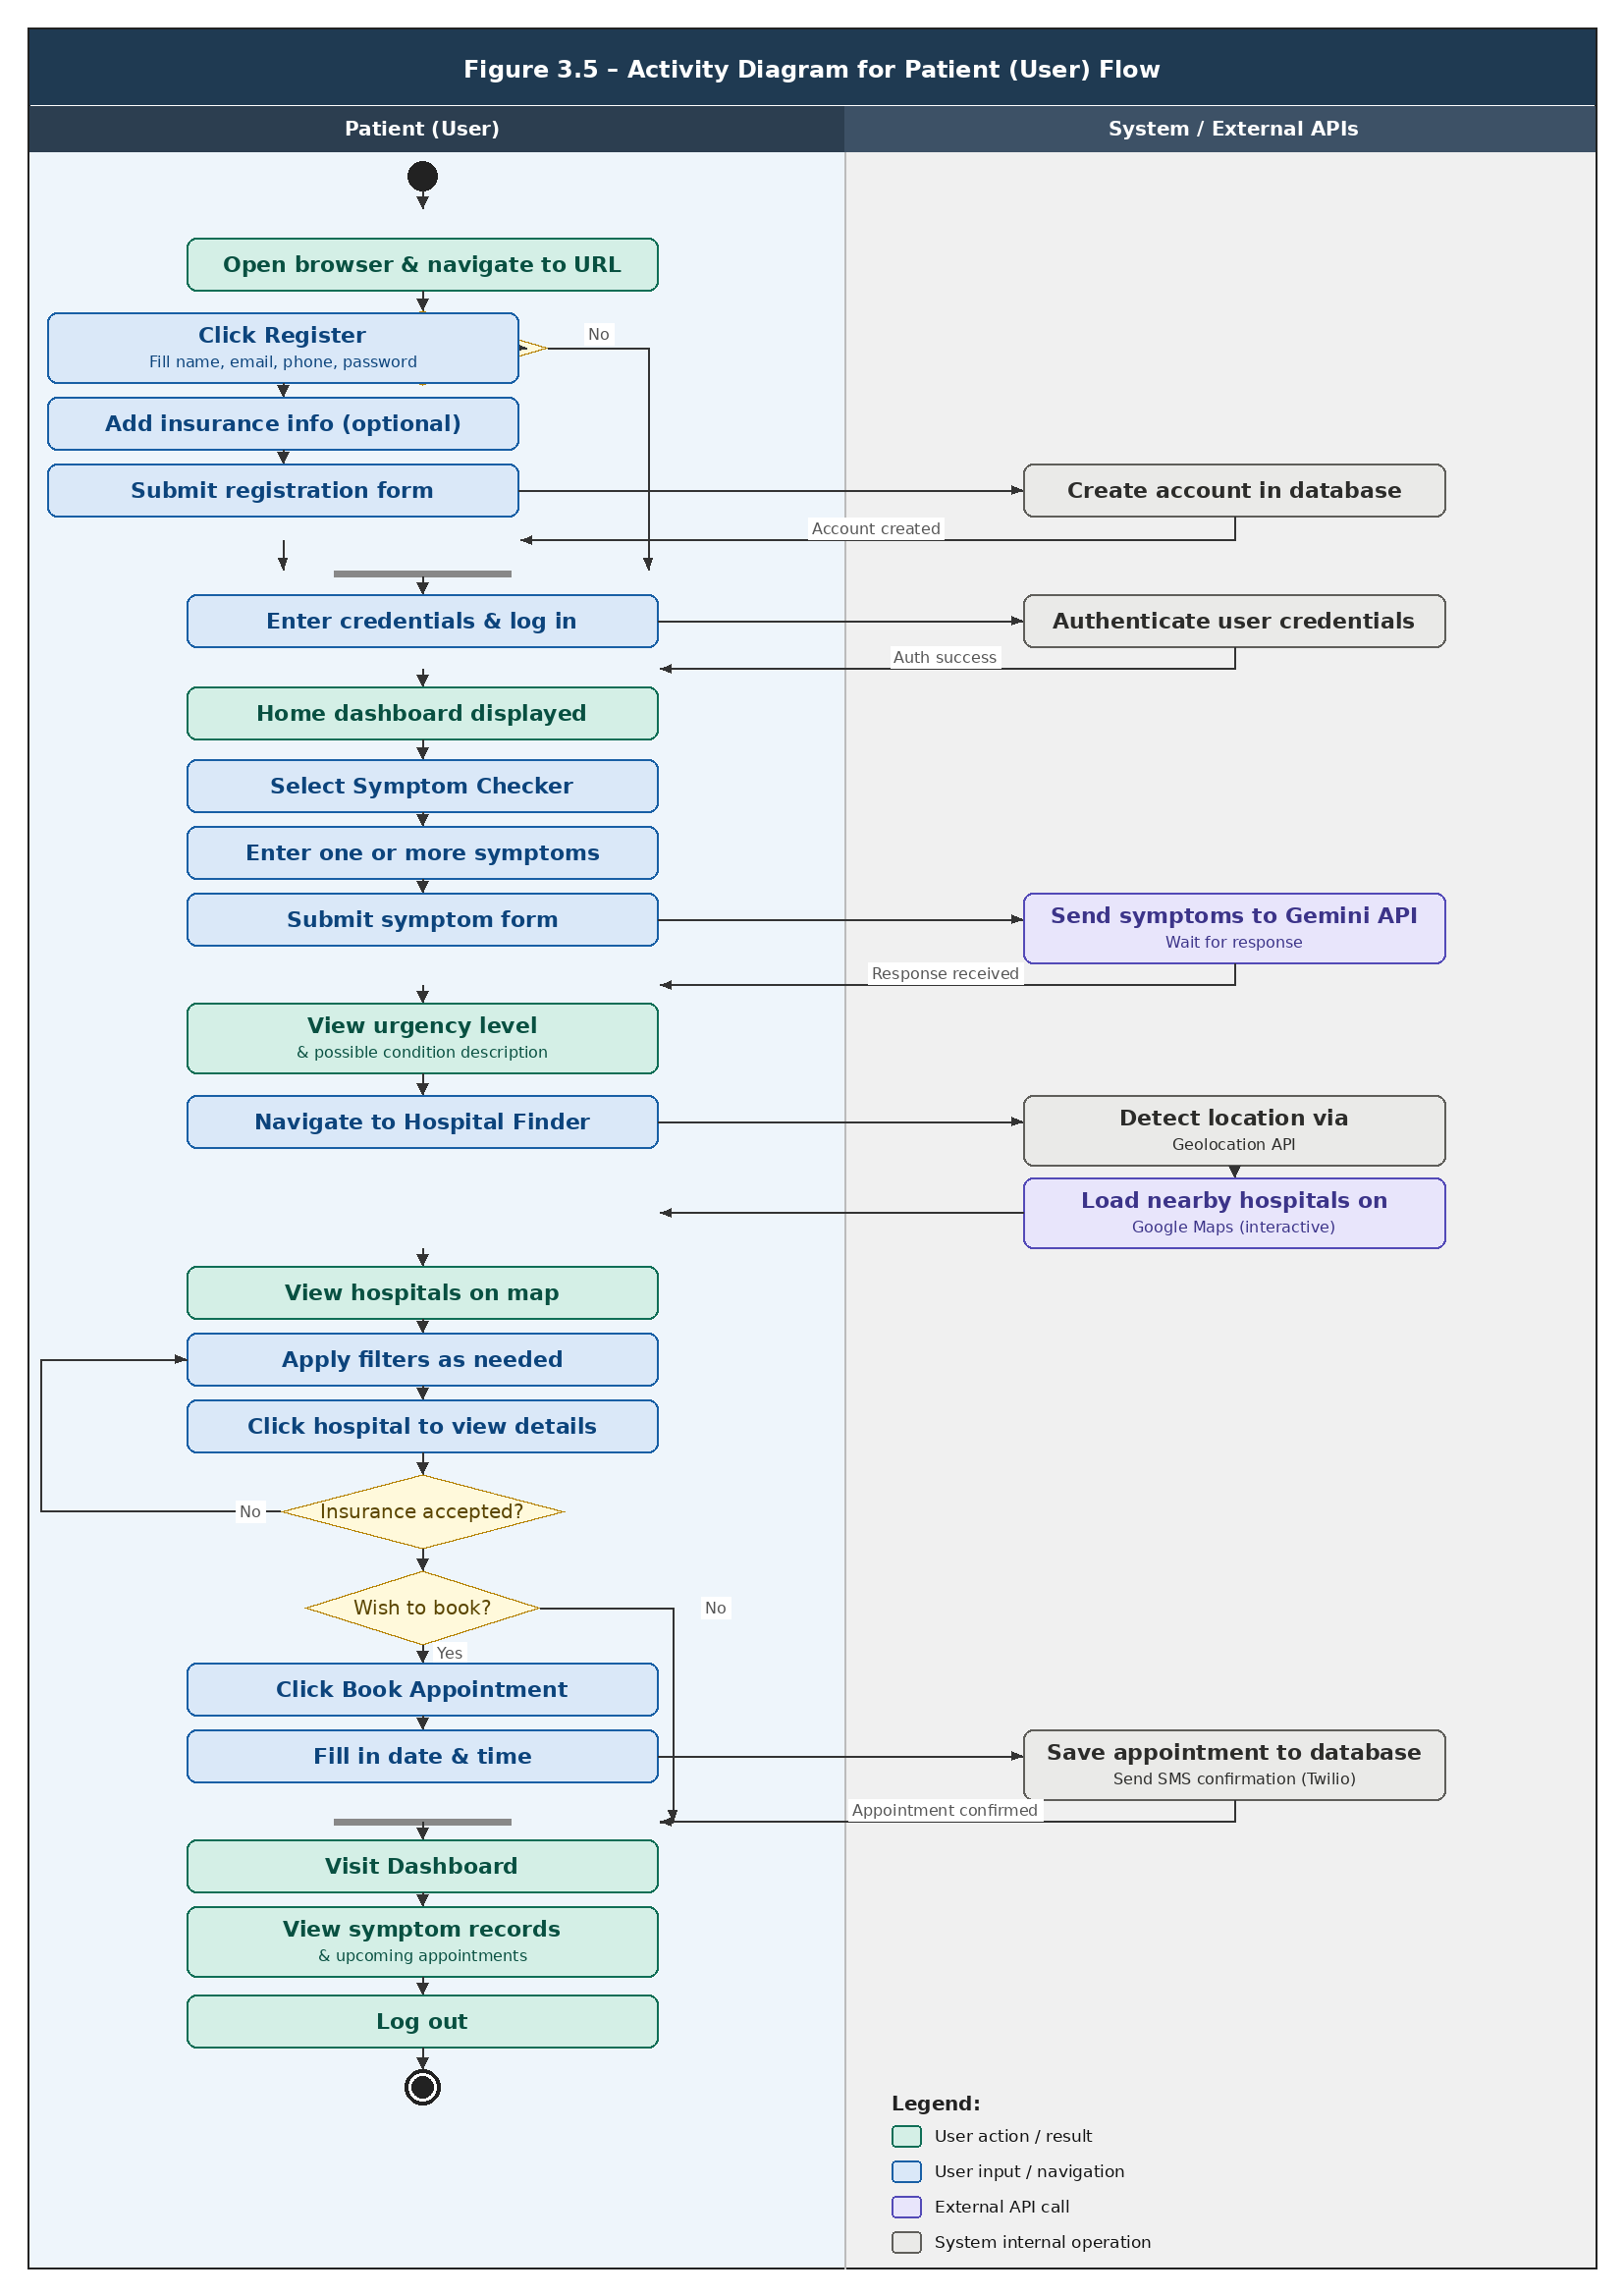 Figure 3.5 – Activity Diagram for Patient (User) Flow
Patient (User)
System / External APIs
Open browser & navigate to URL
Click Register
Fill name, email, phone, password
No
Add insurance info (optional)
Submit registration form
Create account in database
Account created
Enter credentials & log in
Authenticate user credentials
Auth success
Home dashboard displayed
Select Symptom Checker
Enter one or more symptoms
Submit symptom form
Send symptoms to Gemini API
Wait for response
Response received
View urgency level
& possible condition description
Navigate to Hospital Finder
Detect location via
Geolocation API
Load nearby hospitals on
Google Maps (interactive)
View hospitals on map
Apply filters as needed
Click hospital to view details
No
Insurance accepted?
Wish to book?
No
Yes
Click Book Appointment
Fill in date & time
Save appointment to database
Send SMS confirmation (Twilio)
Appointment confirmed
Visit Dashboard
View symptom records
& upcoming appointments
Log out
Legend:
User action / result
User input / navigation
External API call
System internal operation